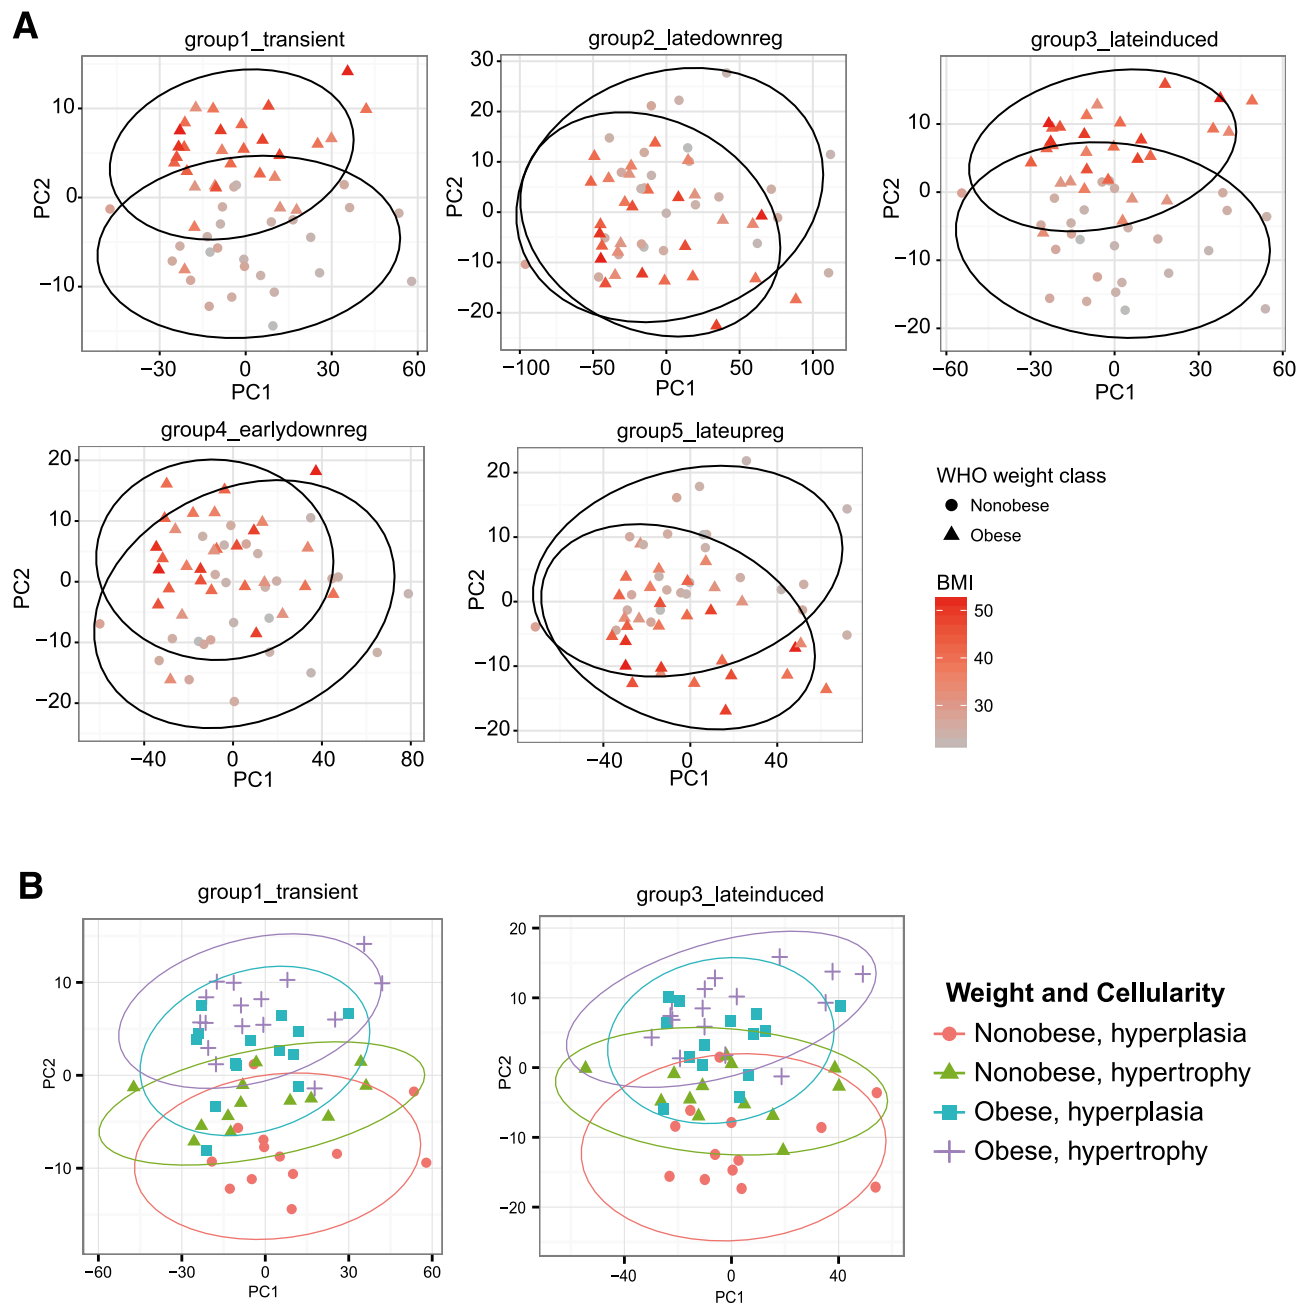 A
group1_transient
PC2
10
0
−10
−30
0
30
60
PC1
group2_latedownreg
PC2
30
20
10
0
−10
−20
−100
−50
0
50
100
PC1
group3_lateinduced
PC2
10
0
−10
−20
−60
−30
0
30
60
PC1
group4_earlydownreg
PC2
20
10
0
−10
−20
−40
0
40
80
PC1
group5_lateupreg
PC2
20
10
0
−10
−20
−40
0
40
PC1
WHO weight class
Nonobese
Obese
BMI
50
40
30
B
group1_transient
PC2
10
0
−10
−60
−30
0
30
60
PC1
group3_lateinduced
PC2
20
10
0
−10
−20
−40
0
40
PC1
Weight and Cellularity
Nonobese, hyperplasia
Nonobese, hypertrophy
Obese, hyperplasia
Obese, hypertrophy